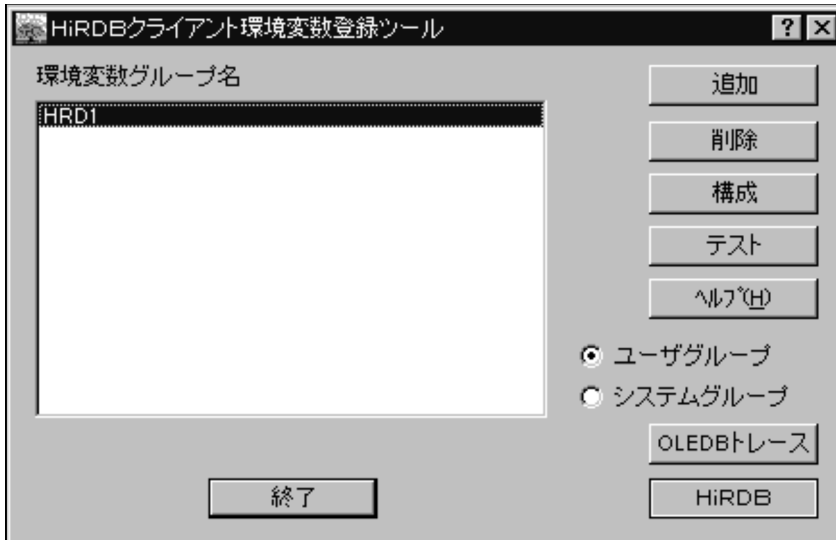 HiRDBクライアント環境変数登録ツール
環境変数グループ名
HRD1
追加
削除
構成
テスト
ﾍﾙﾌﾟ(H)
ユーザグループ
システムグループ
OLEDBトレース
終了
HiRDB